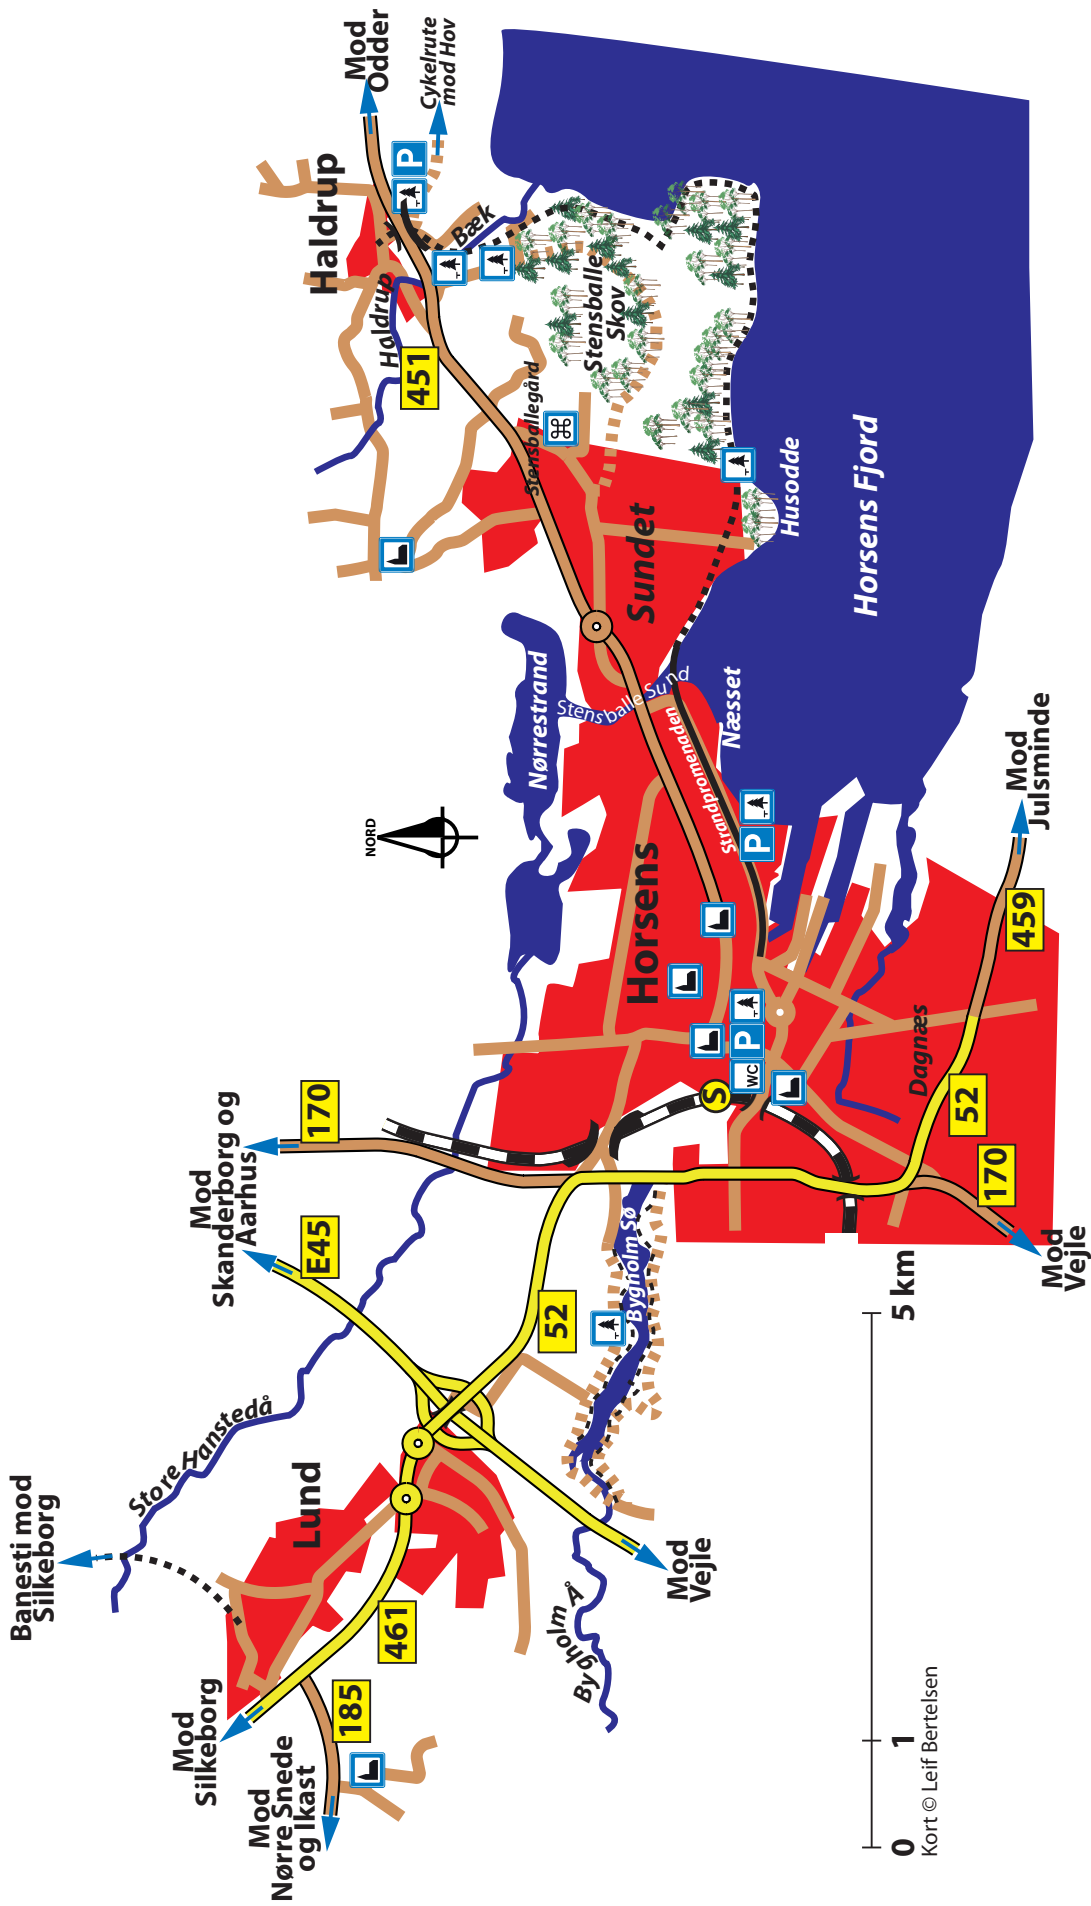 Banesti mod
Silkeborg
Store Hanstedå
Mod
Skanderborg og
Aarhus
170
E45
Mod
Silkeborg
Mod
Nørre Snede
og Ikast
185
461
Lund
52
Mod
Vejle
Bygholm Å
Bygholm Sø
NORD
Nørrestrand
Stensballe Sund
Horsens
Strandpromenaden
Næsset
P
P
WC
S
Dagnæs
52
170
Mod
Vejle
459
Mod
Julsminde
Sundet
Stensballegård
Husodde
Horsens Fjord
Stensballe
Skov
451
Haldrup
Bæk
Haldrup
P
Mod
Odder
Cykelrute
mod Hov
0
1
5 km
Kort © Leif Bertelsen